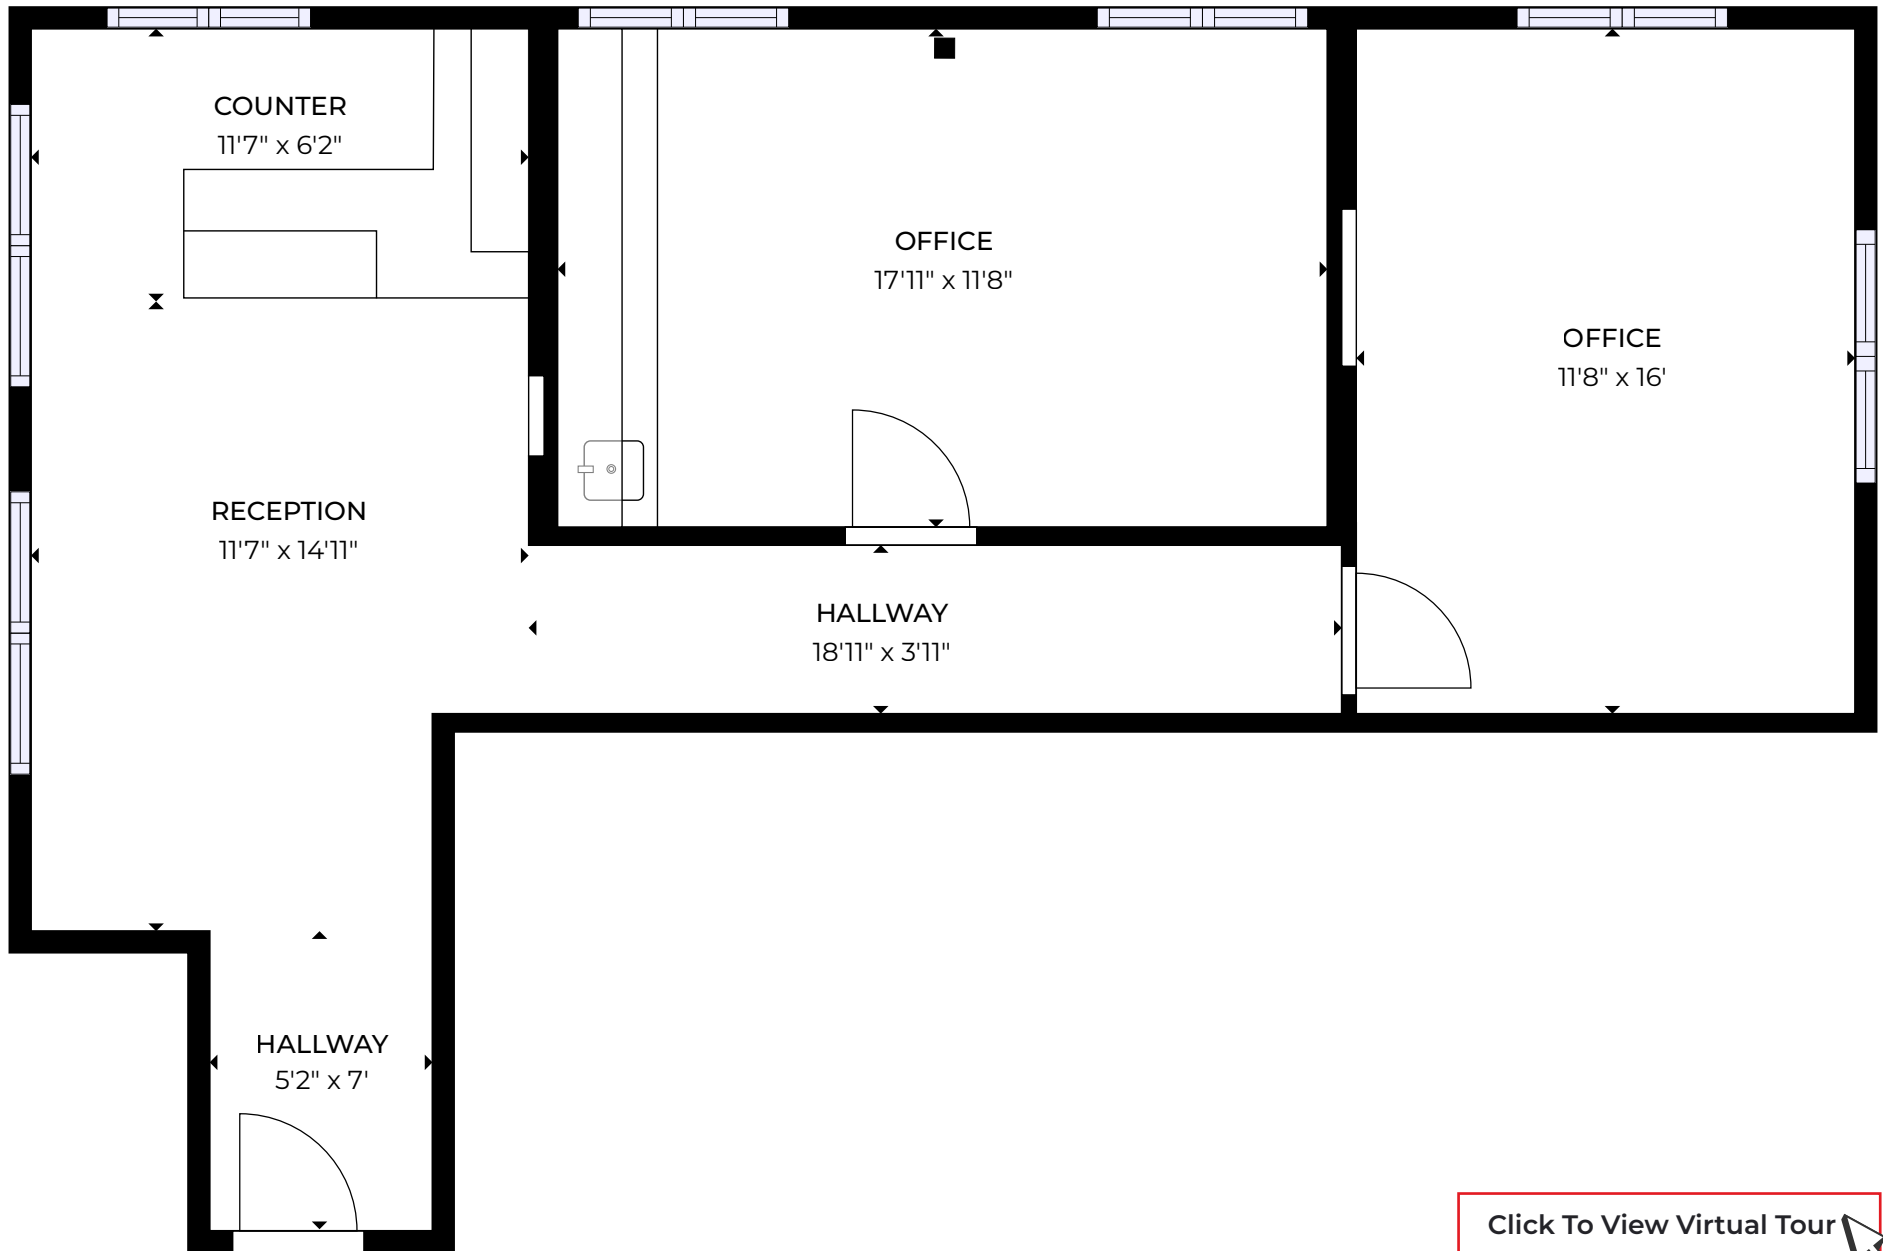 COUNTER
11'7" x 6'2"
OFFICE
17'11" x 11'8"
OFFICE
11'8" x 16'
RECEPTION
11'7" x 14'11"
HALLWAY
18'11" x 3'11"
HALLWAY
5'2" x 7'
Click To View Virtual Tour